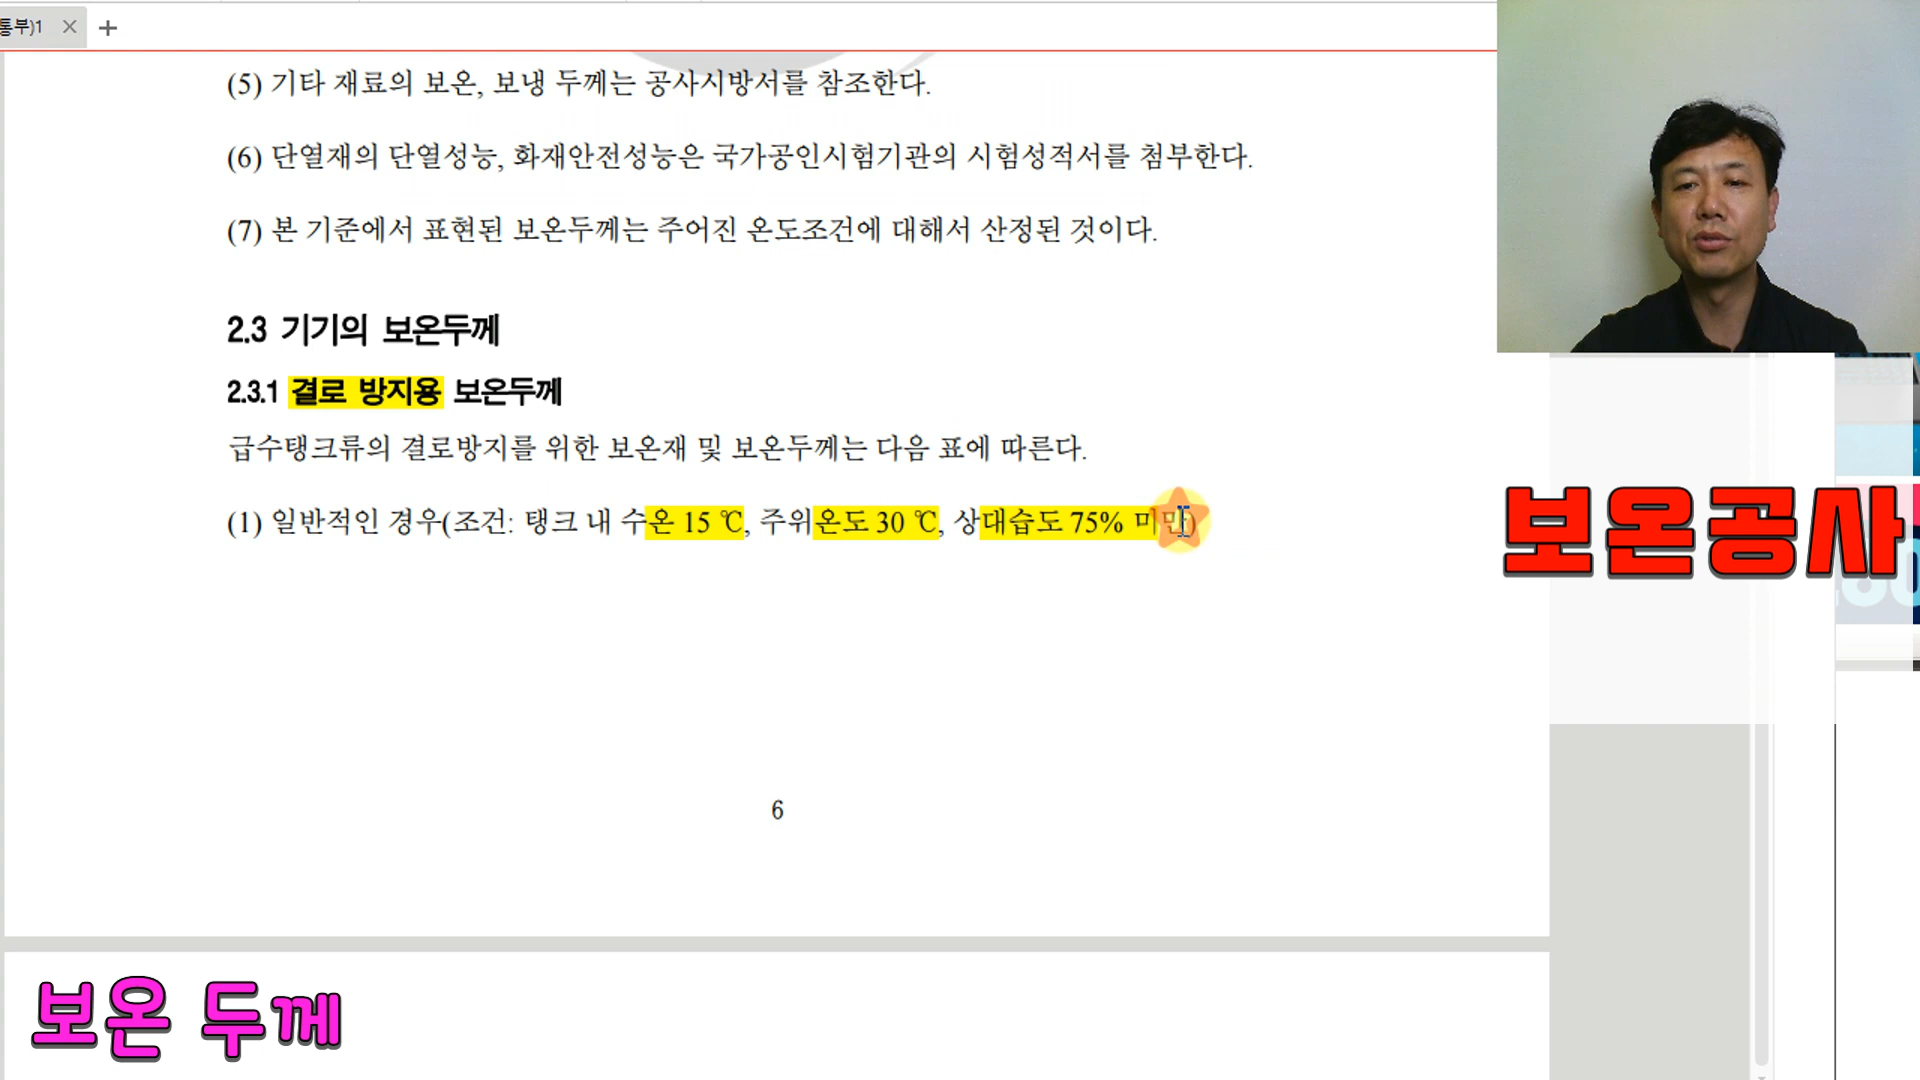 통부)1
(5) 기타 재료의 보온, 보냉 두께는 공사시방서를 참조한다.
(6) 단열재의 단열성능, 화재안전성능은 국가공인시험기관의 시험성적서를 첨부한다.
(7) 본 기준에서 표현된 보온두께는 주어진 온도조건에 대해서 산정된 것이다.
2.3 기기의 보온두께
2.3.1 결로 방지용 보온두께
급수탱크류의 결로방지를 위한 보온재 및 보온두께는 다음 표에 따른다.
(1) 일반적인 경우(조건: 탱크 내 수온 15 ℃, 주위온도 30 ℃, 상대습도 75% 미만)
보온공사
6
보온 두께